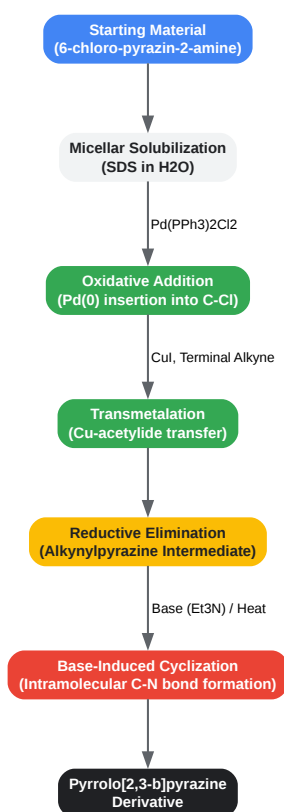 Starting Material
(6-chloro-pyrazin-2-amine)
Micellar Solubilization
(SDS in H2O)
Pd(PPh3)2Cl2
Oxidative Addition
(Pd(0) insertion into C-Cl)
CuI, Terminal Alkyne
Transmetalation
(Cu-acetylide transfer)
Reductive Elimination
(Alkynylpyrazine Intermediate)
Base (Et3N) / Heat
Base-Induced Cyclization
(Intramolecular C-N bond formation)
Pyrrolo[2,3-b]pyrazine
Derivative